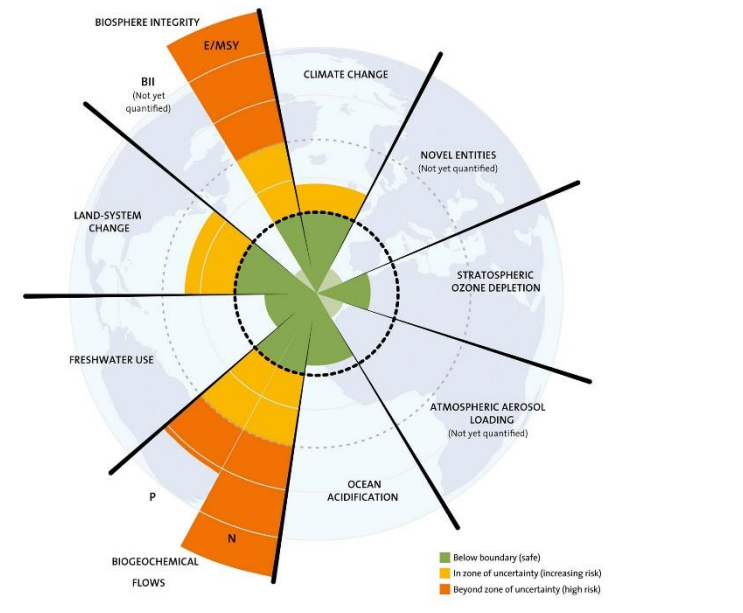 BIOSPHERE INTEGRITY
E/MSY
BII
(Not yet
quantified)
CLIMATE CHANGE
NOVEL ENTITIES
(Not yet quantified)
LAND-SYSTEM
CHANGE
STRATOSPHERIC
OZONE DEPLETION
FRESHWATER USE
ATMOSPHERIC AEROSOL
LOADING
(Not yet quantified)
P
OCEAN
ACIDIFICATION
N
BIOGEOCHEMICAL
FLOWS
Below boundary (safe)
In zone of uncertainty (increasing risk)
Beyond zone of uncertainty (high risk)